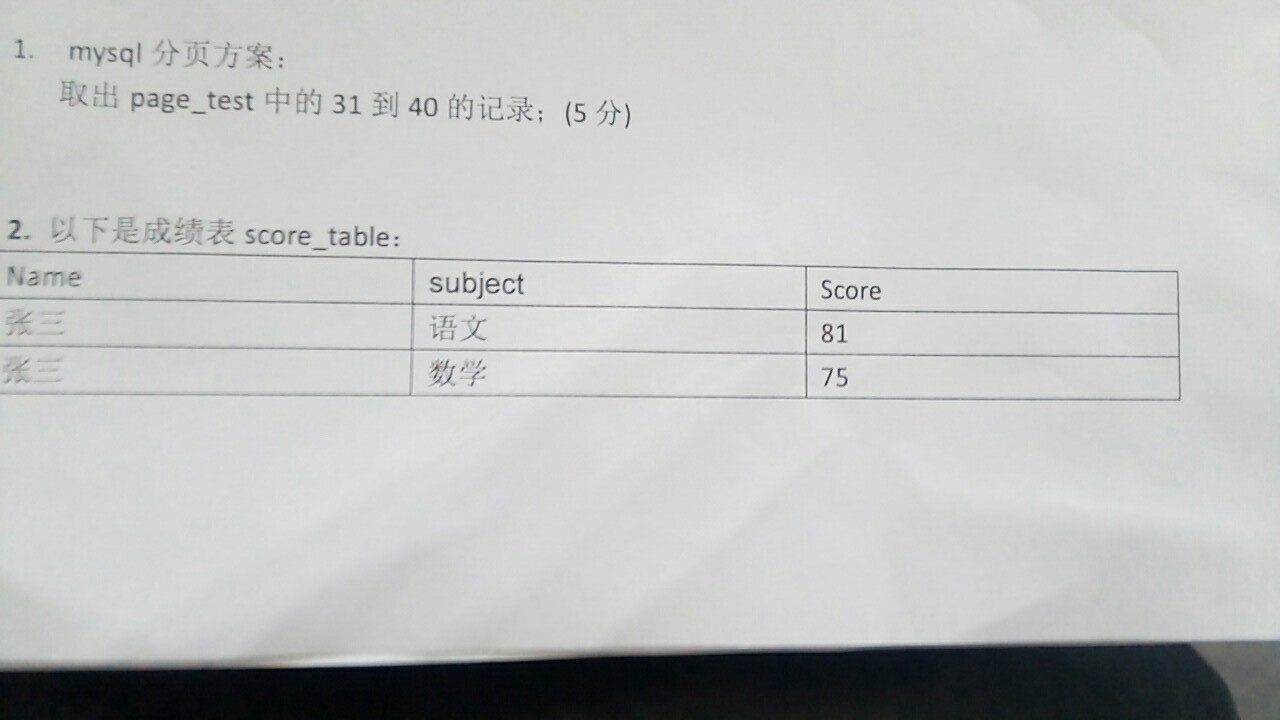 1. mysql 分页方案：
取出 page_test 中的 31 到 40 的记录；(5 分)
2. 以下是成绩表 score_table：
Name subject Score
张三 语文 81
张三 数学 75